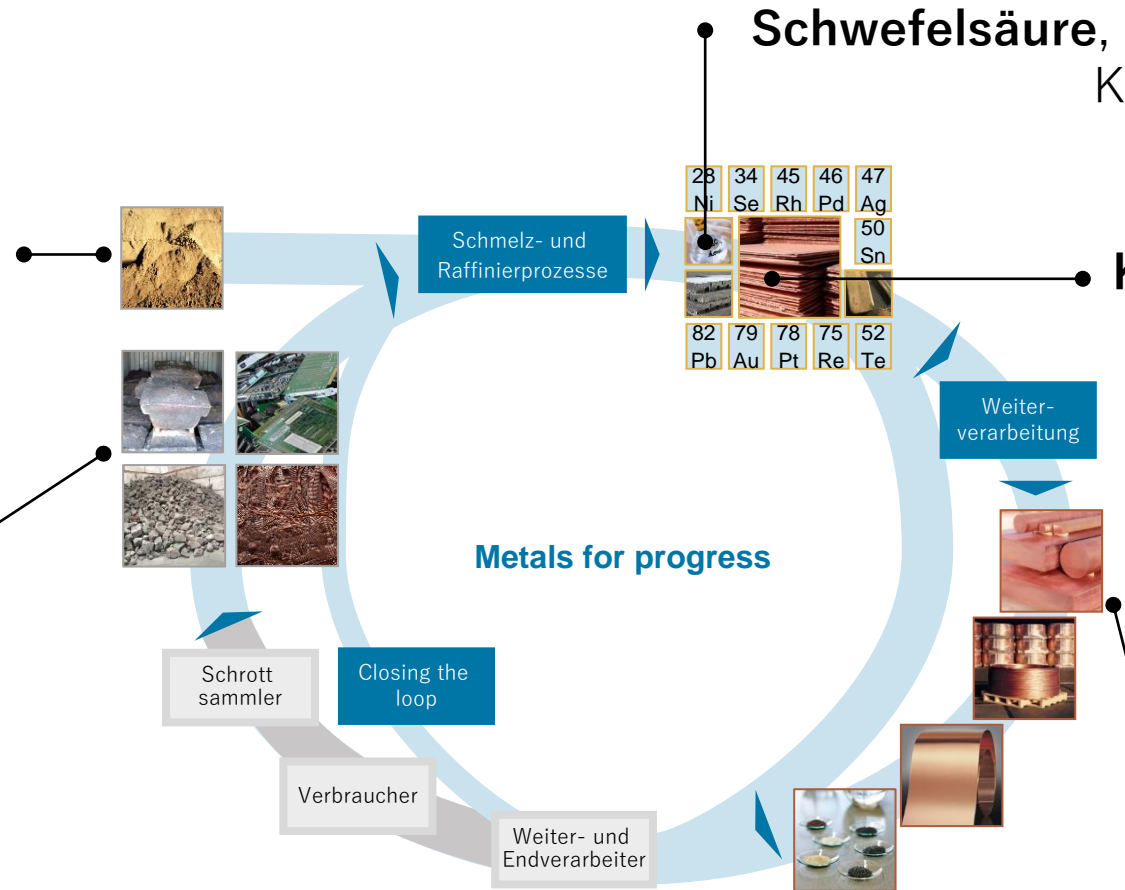 Schwefelsäure,
K
28 34 45 46 47
Ni Se Rh Pd Ag
50
Sn
Schmelz- und
Raffinierprozesse
K
82 79 78 75 52
Pb Au Pt Re Te
Weiter-
verarbeitung
Metals for progress
Schrott
sammler
Closing the
loop
Verbraucher
Weiter- und
Endverarbeiter